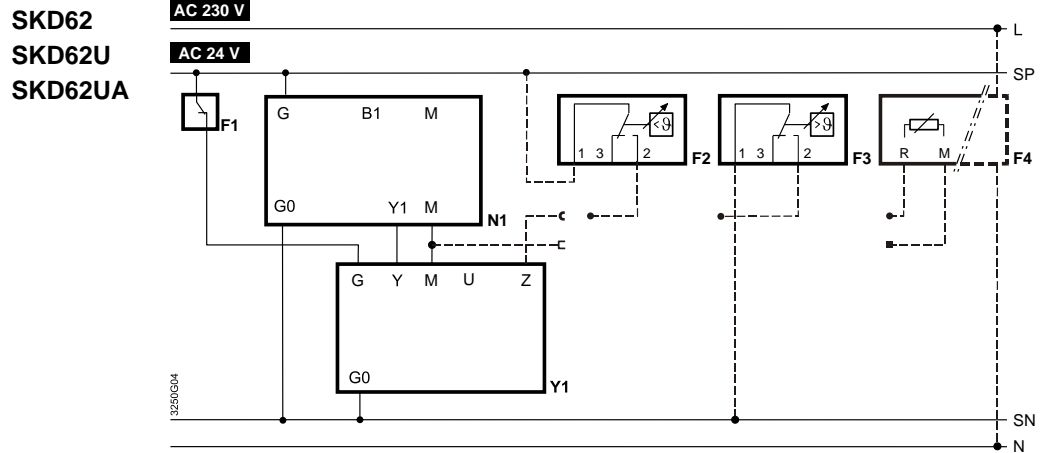 SKD62
SKD62U
SKD62UA
AC 230 V
L
AC 24 V
SP
F1
G B1 M
G0 Y1 M
N1
<ϑ
1 3 2
F2
>ϑ
1 3 2
F3
R M
F4
G Y M U Z
G0
Y1
3250G04
SN
N